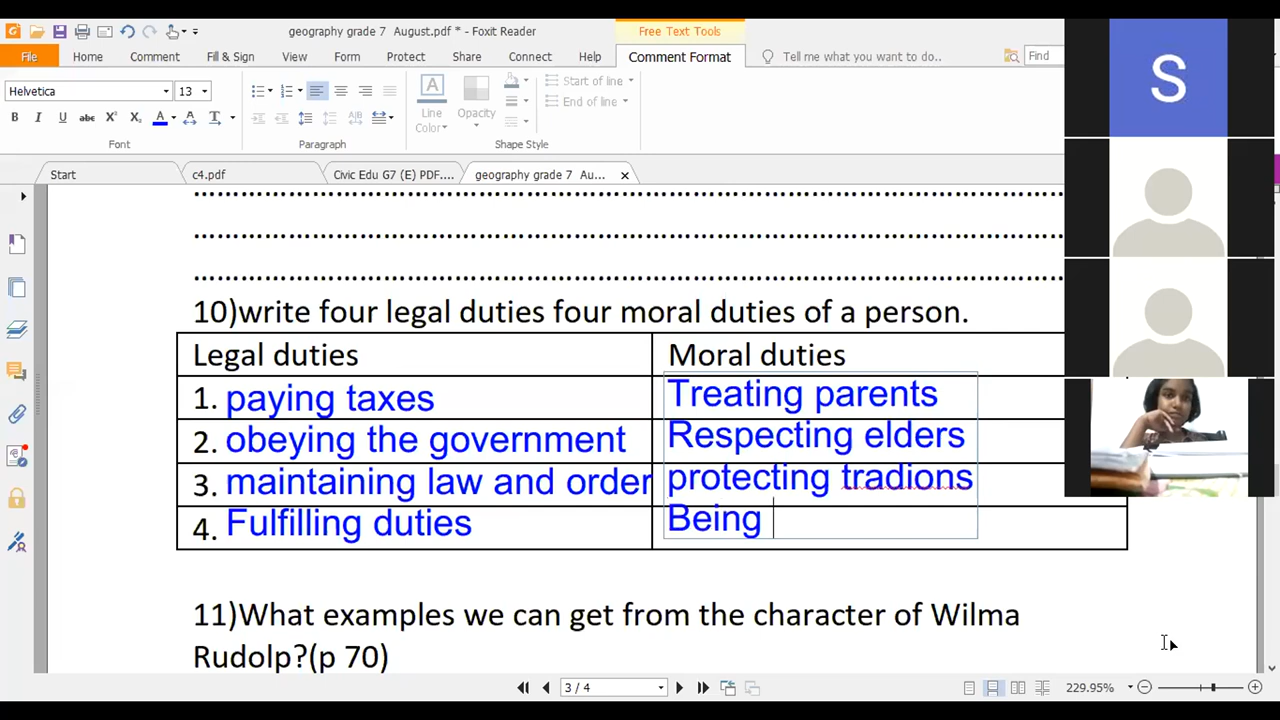 geography grade 7 August.pdf * - Foxit Reader
Free Text Tools
File Home Comment Fill & Sign View Form Protect Share Connect Help Comment Format Tell me what you want to do.. Find
Helvetica 13
Line Color Opacity Start of line
End of line
Font Paragraph Shape Style
Start c4.pdf Civic Edu G7 (E) PDF.... geography grade 7 Au...
10)write four legal duties four moral duties of a person.
Legal duties Moral duties
1. paying taxes Treating parents
2. obeying the government Respecting elders
3. maintaining law and order protecting tradions
4. Fulfilling duties Being
11)What examples we can get from the character of Wilma
Rudolp?(p 70)
3 / 4 229.95%
S